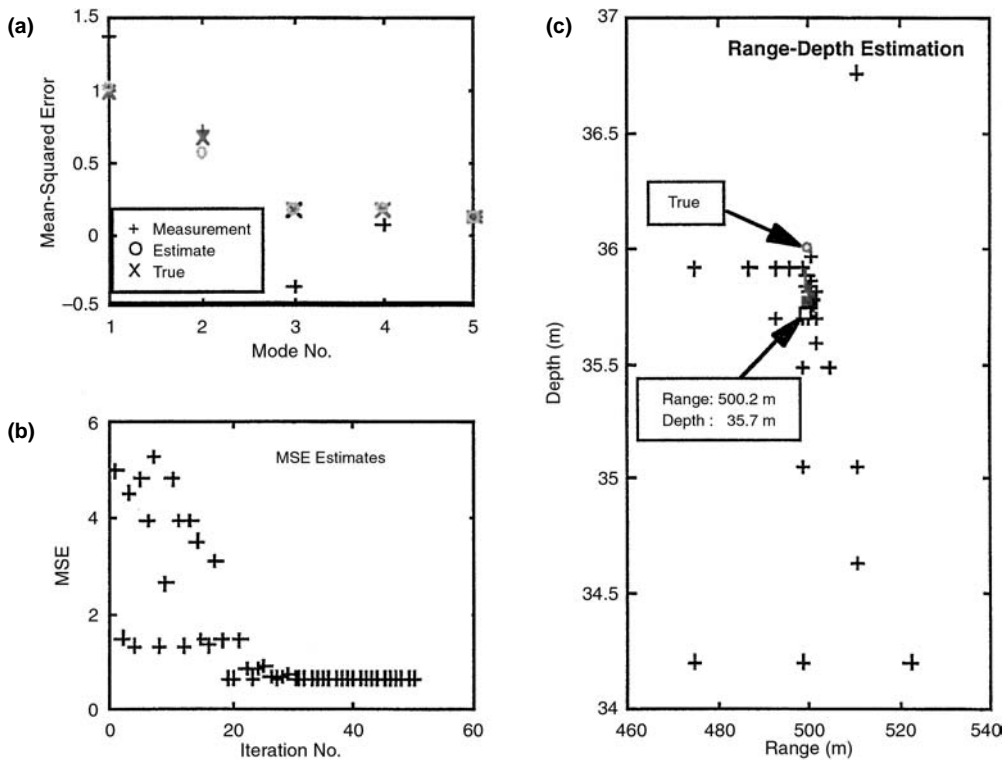 (a)
1.5
1
0.5
0
–0.5
Mean-Squared Error
+ Measurement
O Estimate
X True
1 2 3 4 5
Mode No.
(b)
6
4
2
0
MSE
MSE Estimates
0 20 40 60
Iteration No.
(c)
37
36.5
36
35.5
35
34.5
34
Depth (m)
Range-Depth Estimation
True
Range: 500.2 m
Depth : 35.7 m
460 480 500 520 540
Range (m)